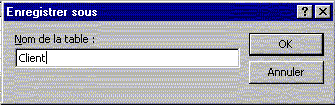 Enregistrer sous
Nom de la table :
OK
Client
Annuler